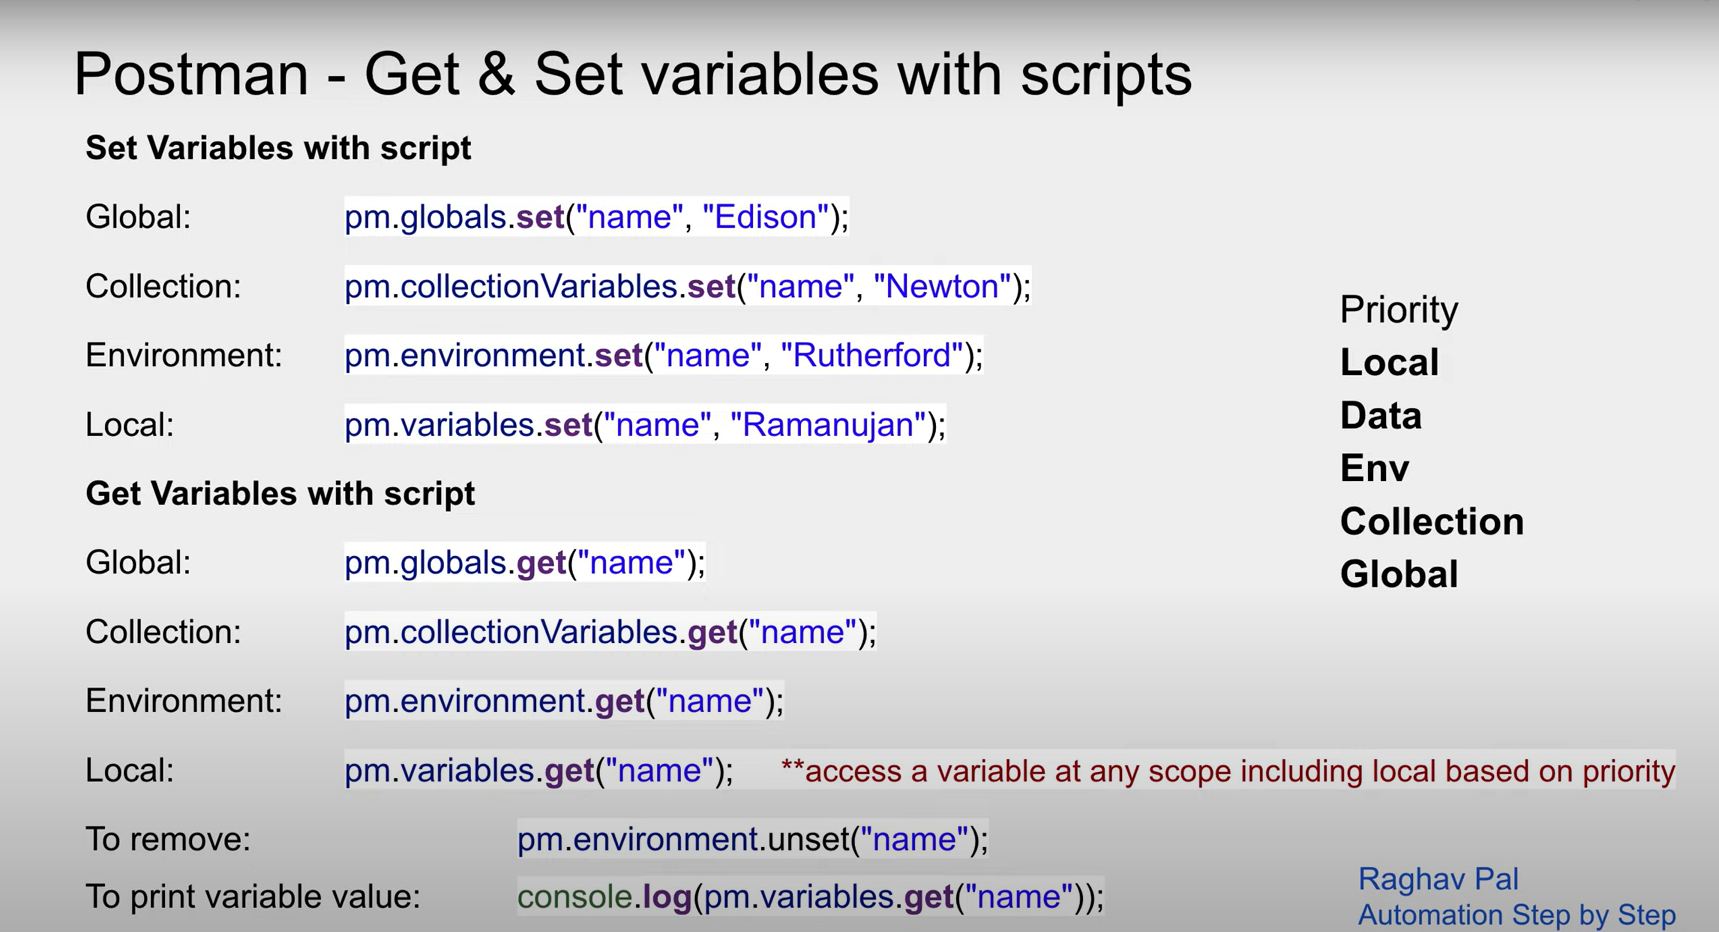 Postman - Get & Set variables with scripts
Set Variables with script
Global: pm.globals.set("name", "Edison");
Collection: pm.collectionVariables.set("name", "Newton");
Environment: pm.environment.set("name", "Rutherford");
Local: pm.variables.set("name", "Ramanujan");
Get Variables with script
Global: pm.globals.get("name");
Collection: pm.collectionVariables.get("name");
Environment: pm.environment.get("name");
Local: pm.variables.get("name"); **access a variable at any scope including local based on priority
To remove: pm.environment.unset("name");
To print variable value: console.log(pm.variables.get("name"));
Priority
Local
Data
Env
Collection
Global
Raghav Pal
Automation Step by Step